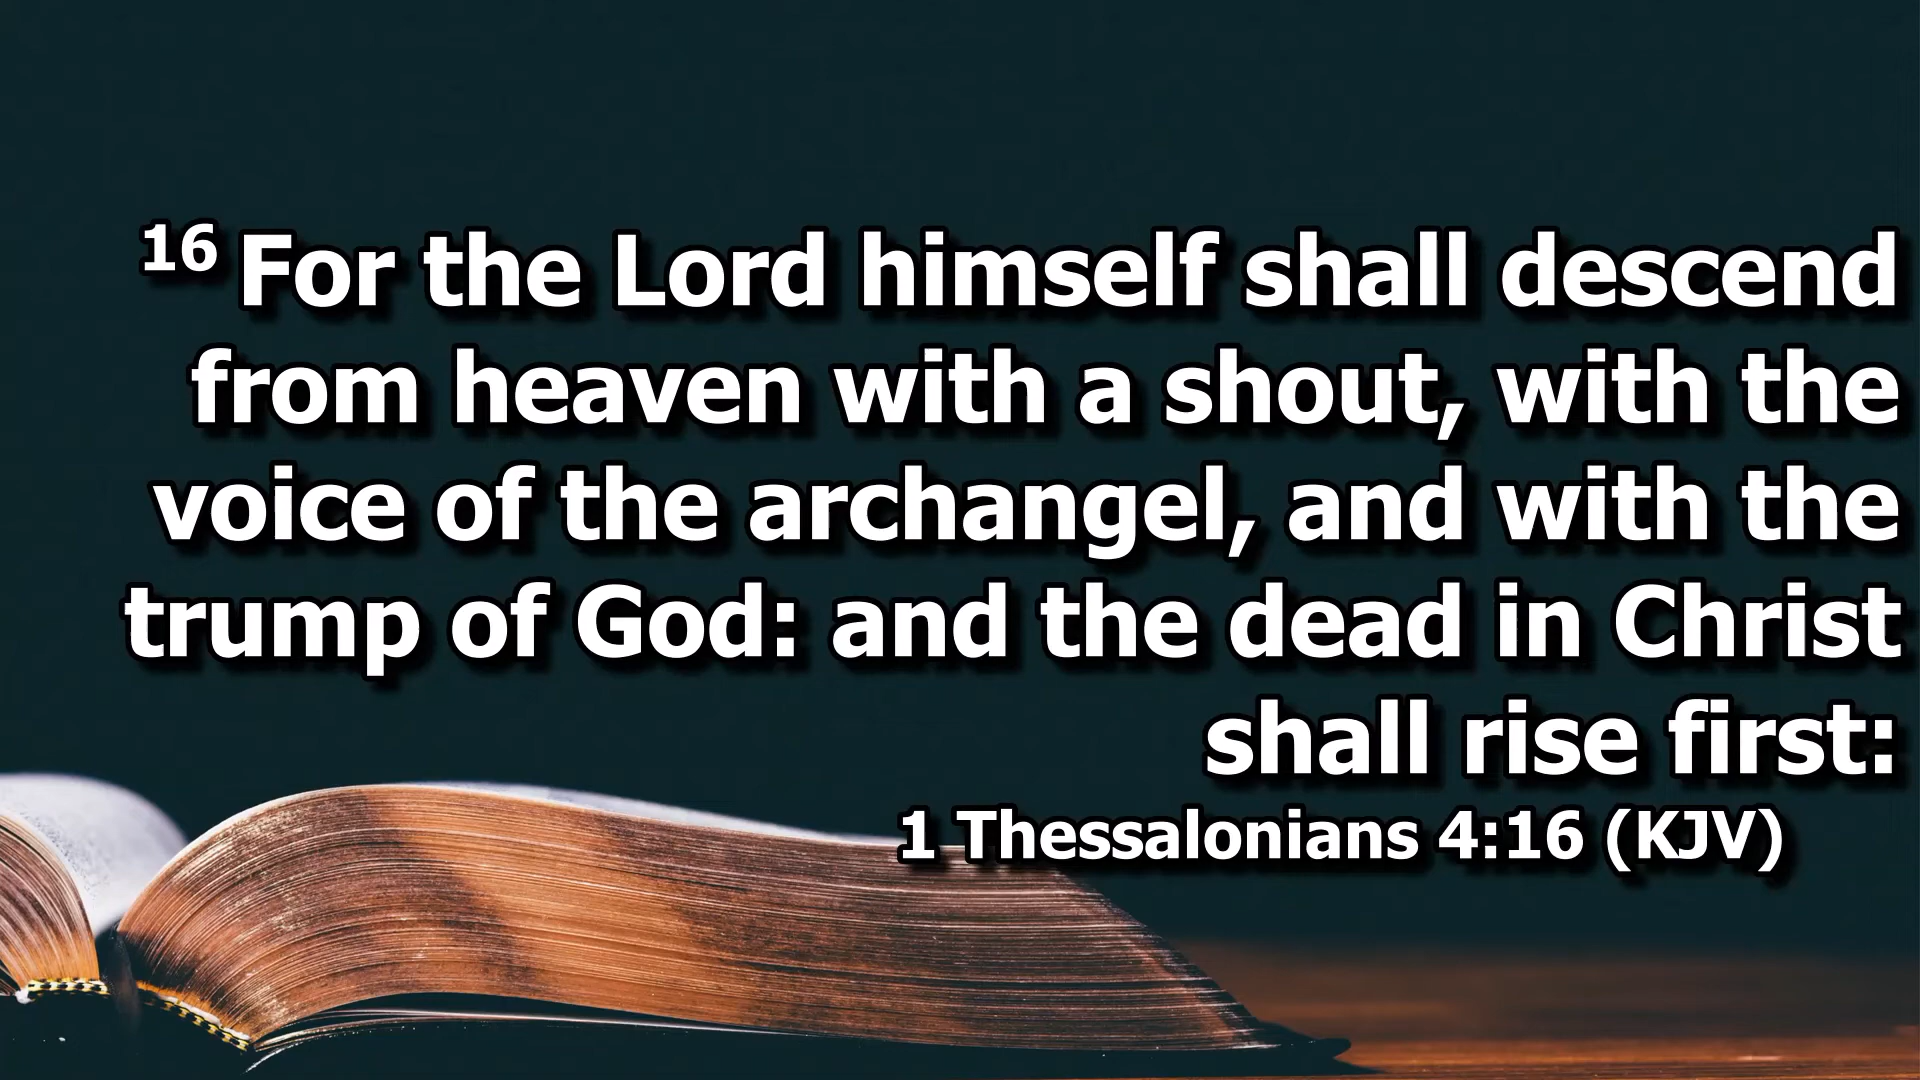 16 For the Lord himself shall descend
from heaven with a shout, with the
voice of the archangel, and with the
trump of God: and the dead in Christ
shall rise first:
1 Thessalonians 4:16 (KJV)